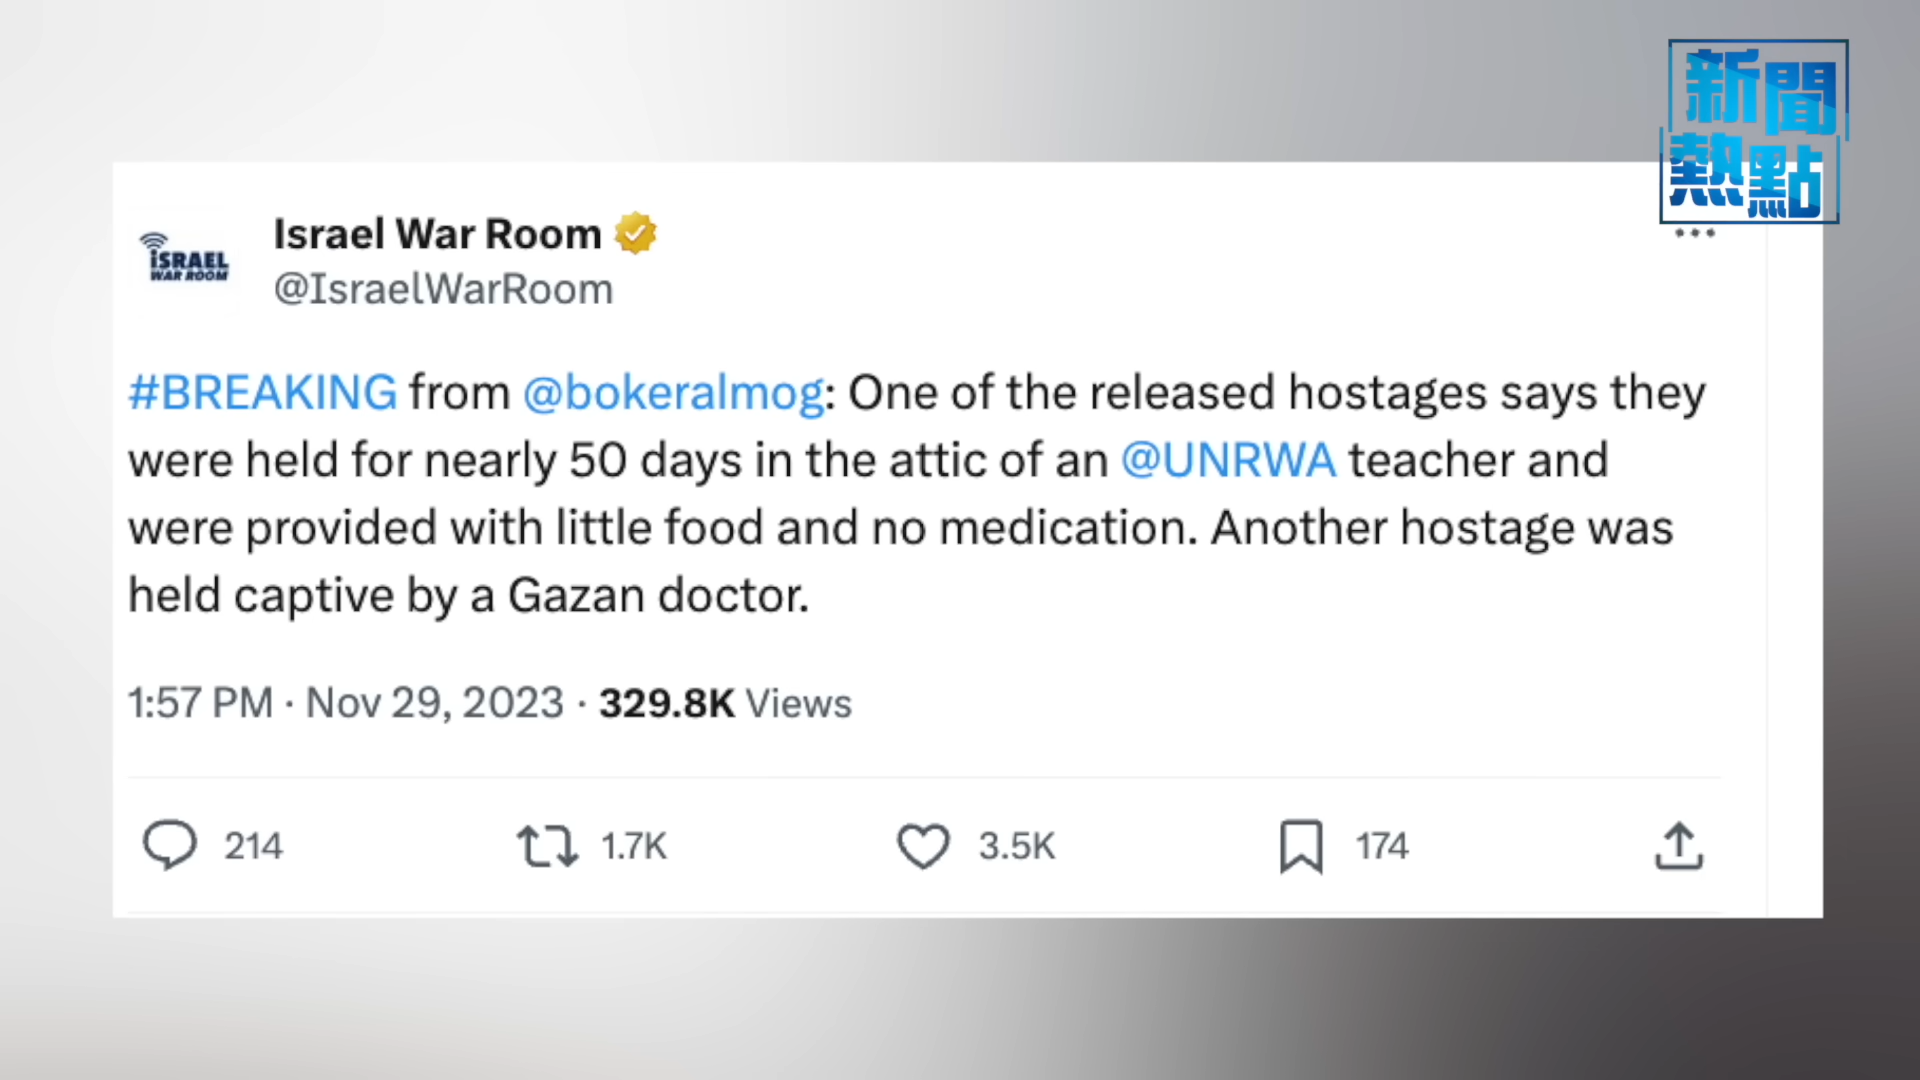 新聞
熱點
iSRAEL
WAR ROOM
Israel War Room
@IsraelWarRoom
#BREAKING from @bokeralmog: One of the released hostages says they
were held for nearly 50 days in the attic of an @UNRWA teacher and
were provided with little food and no medication. Another hostage was
held captive by a Gazan doctor.
1:57 PM · Nov 29, 2023 · 329.8K Views
214 1.7K 3.5K 174